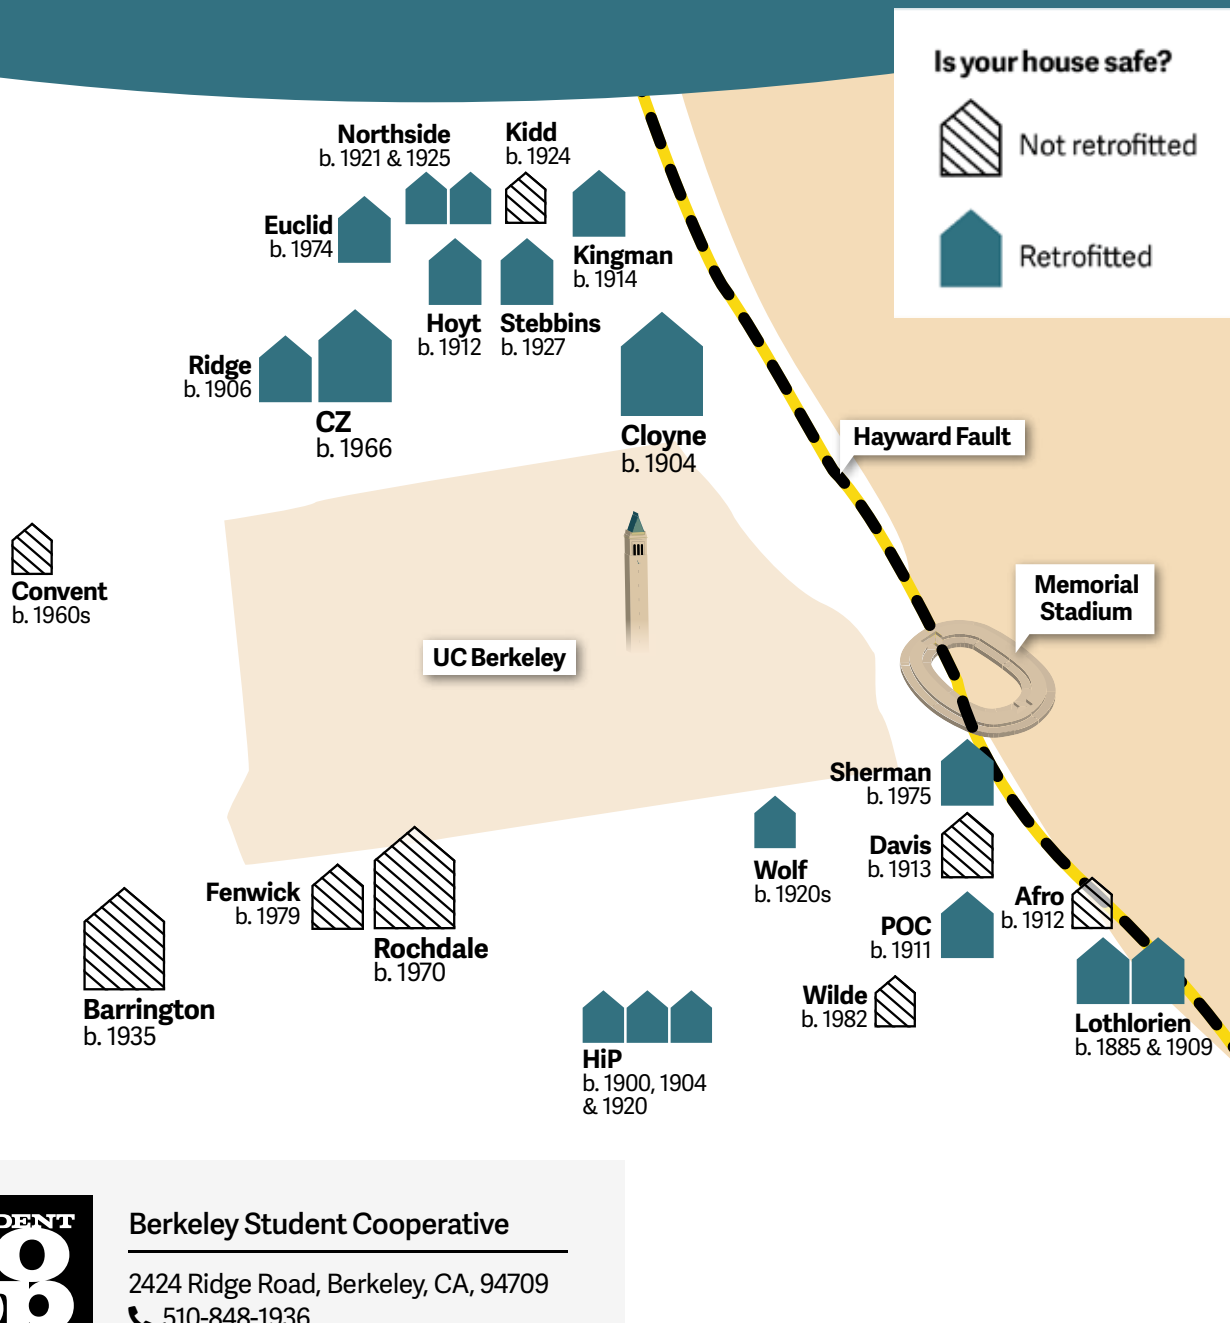 Is your house safe?
Not retrofitted
Retrofitted
Northside
b. 1921 & 1925
Kidd
b. 1924
Euclid
b. 1974
Kingman
b. 1914
Hoyt
b. 1912
Stebbins
b. 1927
Ridge
b. 1906
CZ
b. 1966
Cloyne
b. 1904
Hayward Fault
Convent
b. 1960s
Memorial
Stadium
UC Berkeley
Sherman
b. 1975
Wolf
b. 1920s
Davis
b. 1913
Fenwick
b. 1979
Afro
b. 1912
Rochdale
b. 1970
POC
b. 1911
Barrington
b. 1935
Wilde
b. 1982
Lothlorien
b. 1885 & 1909
HiP
b. 1900, 1904
& 1920
DENT
Berkeley Student Cooperative
2424 Ridge Road, Berkeley, CA, 94709
510-848-1936